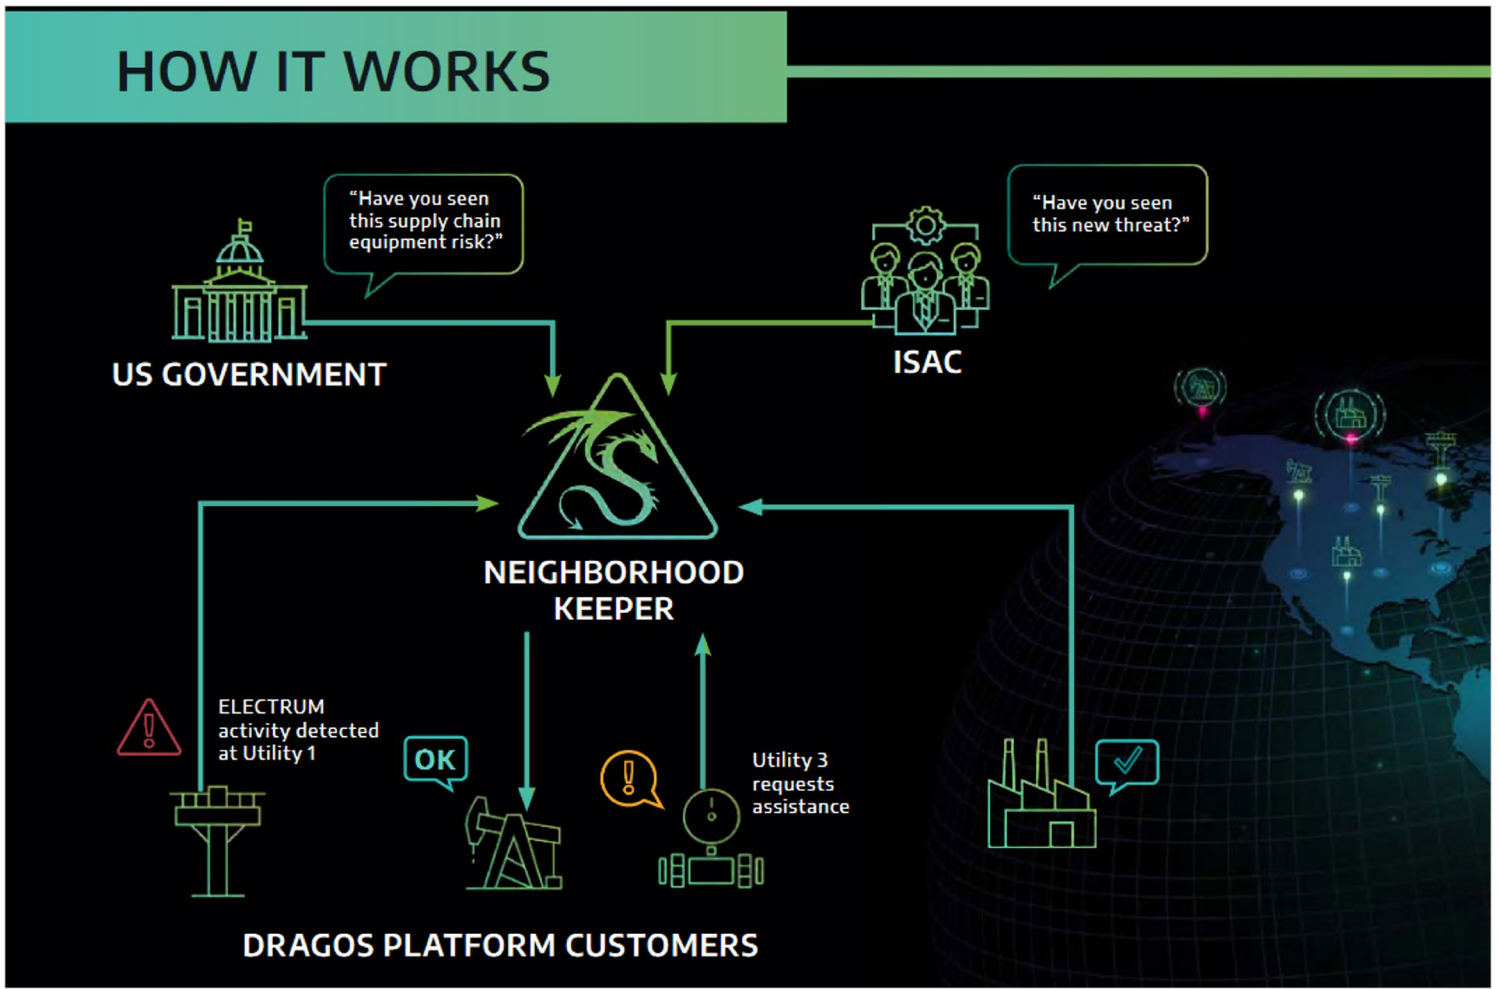 HOW IT WORKS
“Have you seen
this supply chain
equipment risk?”
“Have you seen
this new threat?”
US GOVERNMENT
ISAC
NEIGHBORHOOD
KEEPER
ELECTRUM
activity detected
at Utility 1
OK
Utility 3
requests
assistance
DRAGOS PLATFORM CUSTOMERS